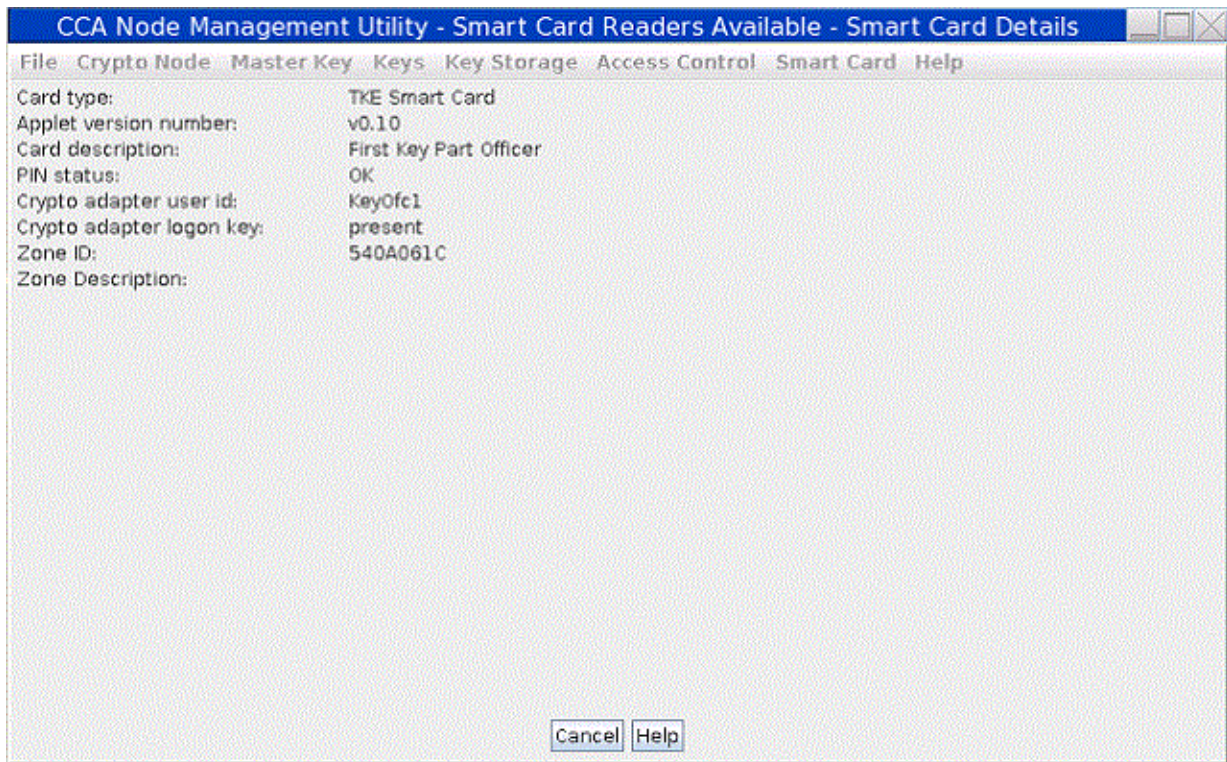 CCA Node Management Utility - Smart Card Readers Available - Smart Card Details
File Crypto Node Master Key Keys Key Storage Access Control Smart Card Help
Card type: TKE Smart Card
Applet version number: v0.10
Card description: First Key Part Officer
PIN status: OK
Crypto adapter user id: KeyOfc1
Crypto adapter logon key: present
Zone ID: 540A061C
Zone Description:
Cancel Help